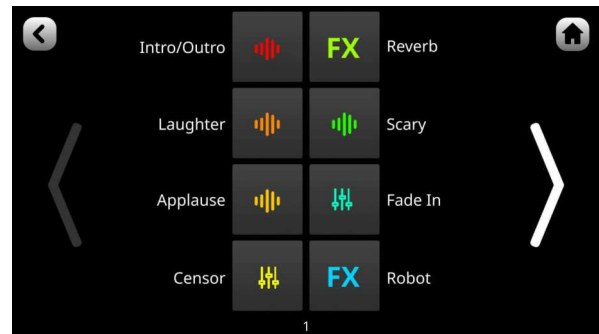 Intro/Outro FX Reverb
Laughter Scary
Applause Fade In
Censor FX Robot
1